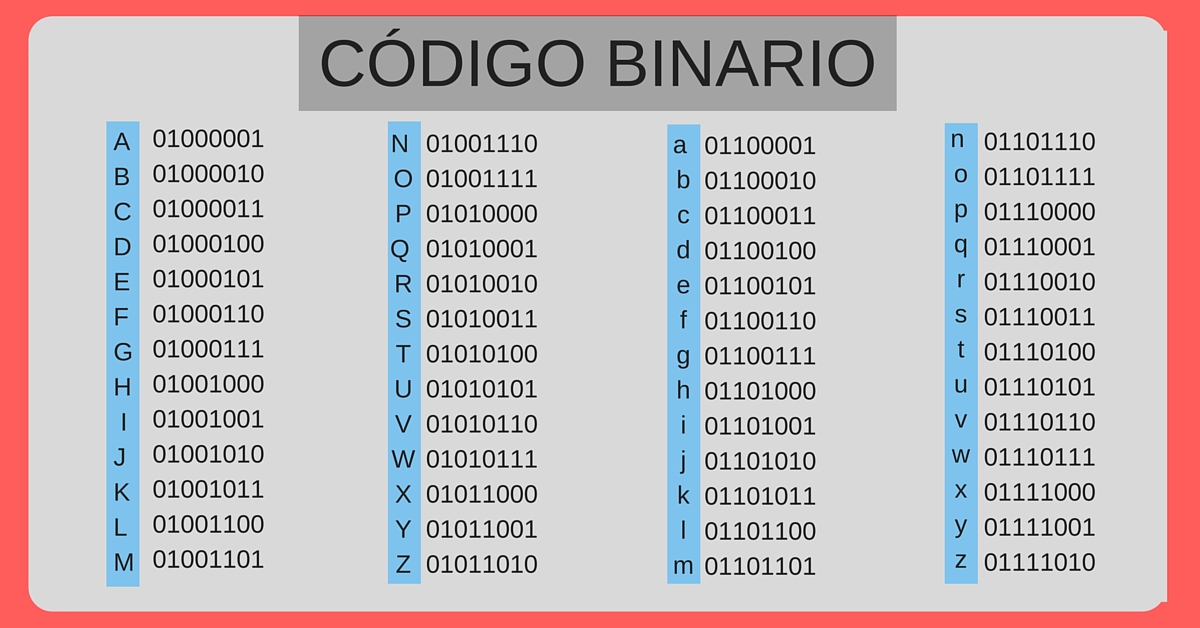 CÓDIGO BINARIO
A 01000001
B 01000010
C 01000011
D 01000100
E 01000101
F 01000110
G 01000111
H 01001000
I 01001001
J 01001010
K 01001011
L 01001100
M 01001101
N 01001110
O 01001111
P 01010000
Q 01010001
R 01010010
S 01010011
T 01010100
U 01010101
V 01010110
W 01010111
X 01011000
Y 01011001
Z 01011010
a 01100001
b 01100010
c 01100011
d 01100100
e 01100101
f 01100110
g 01100111
h 01101000
i 01101001
j 01101010
k 01101011
l 01101100
m 01101101
n 01101110
o 01101111
p 01110000
q 01110001
r 01110010
s 01110011
t 01110100
u 01110101
v 01110110
w 01110111
x 01111000
y 01111001
z 01111010